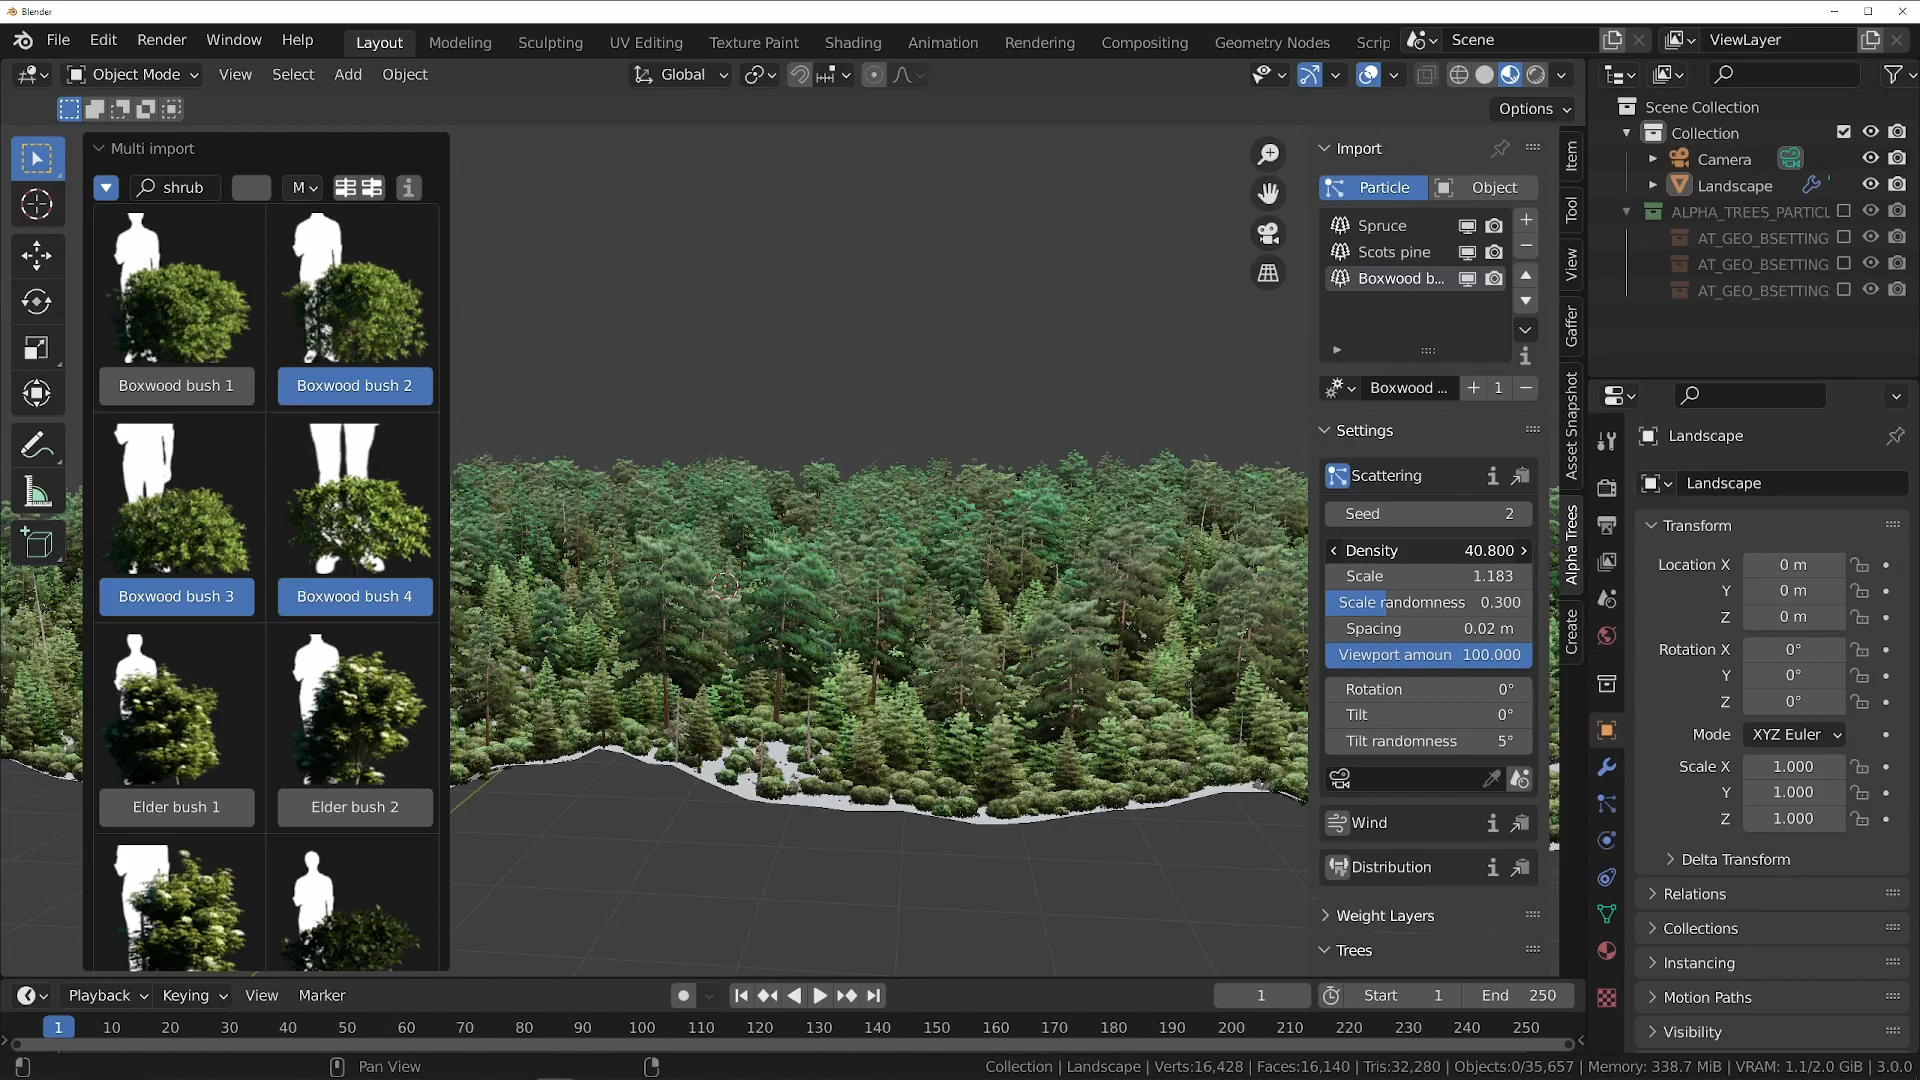 Blender
File Edit Render Window Help Layout Modeling Sculpting UV Editing Texture Paint Shading Animation Rendering Compositing Geometry Nodes Scrip Scene ViewLayer
Object Mode View Select Add Object Global
Options
Multi import
shrub M
Boxwood bush 1 Boxwood bush 2
Boxwood bush 3 Boxwood bush 4
Elder bush 1 Elder bush 2
Import
Particle Object
Spruce
Scots pine
Boxwood b...
Boxwood ... 1
Settings
Scattering
Seed 2
Density 40.800
Scale 1.183
Scale randomness 0.300
Spacing 0.02 m
Viewport amoun 100.000
Rotation 0°
Tilt 0°
Tilt randomness 5°
Wind
Distribution
Weight Layers
Trees
Item
Tool
View
Gaffer
Asset Snapshot
Alpha Trees
Create
Scene Collection
Collection
Camera
Landscape
ALPHA_TREES_PARTICL
AT_GEO_BSETTING
AT_GEO_BSETTING
AT_GEO_BSETTING
Landscape
Landscape
Transform
Location X 0 m
Y 0 m
Z 0 m
Rotation X 0°
Y 0°
Z 0°
Mode XYZ Euler
Scale X 1.000
Y 1.000
Z 1.000
Delta Transform
Relations
Collections
Instancing
Motion Paths
Visibility
Playback Keying View Marker 1 Start 1 End 250
1 10 20 30 40 50 60 70 80 90 100 110 120 130 140 150 160 170 180 190 200 210 220 230 240 250
Pan View Collection | Landscape | Verts:16,428 | Faces:16,140 | Tris:32,280 | Objects:0/35,657 | Memory: 338.7 MiB | VRAM: 1.1/2.0 GiB | 3.0.0